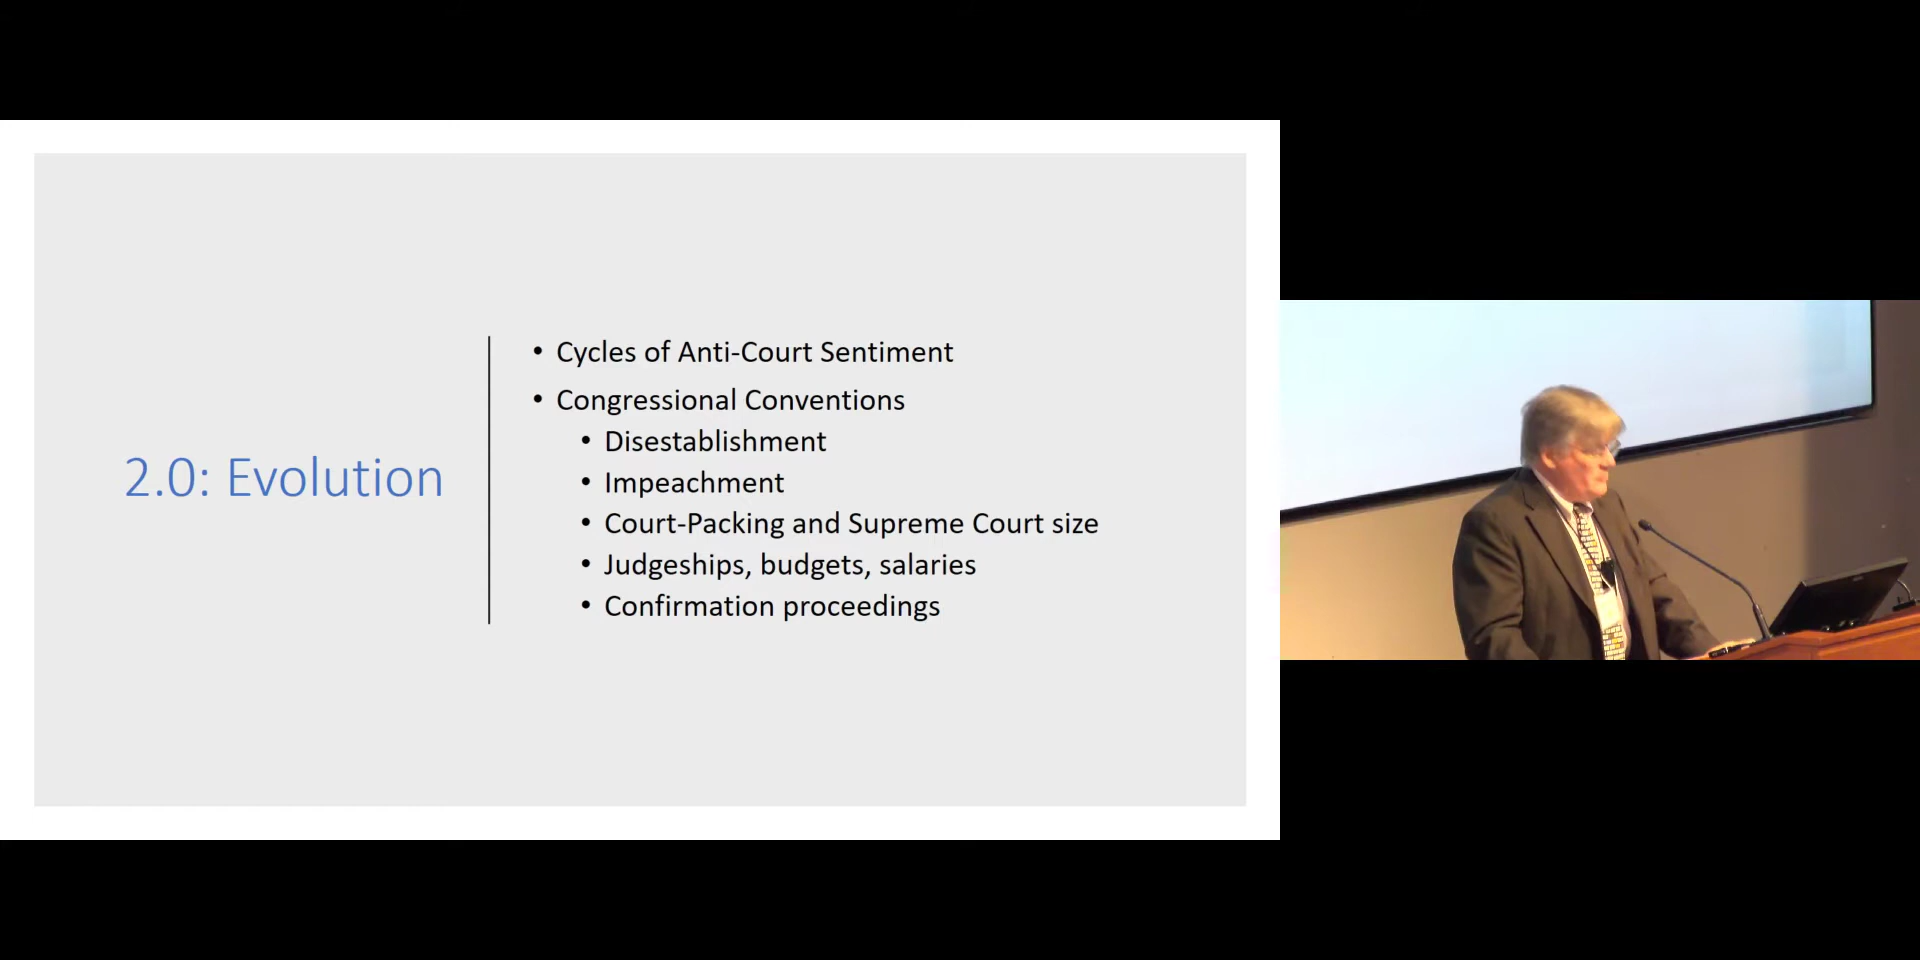 2.0: Evolution
• Cycles of Anti-Court Sentiment
• Congressional Conventions
• Disestablishment
• Impeachment
• Court-Packing and Supreme Court size
• Judgeships, budgets, salaries
• Confirmation proceedings